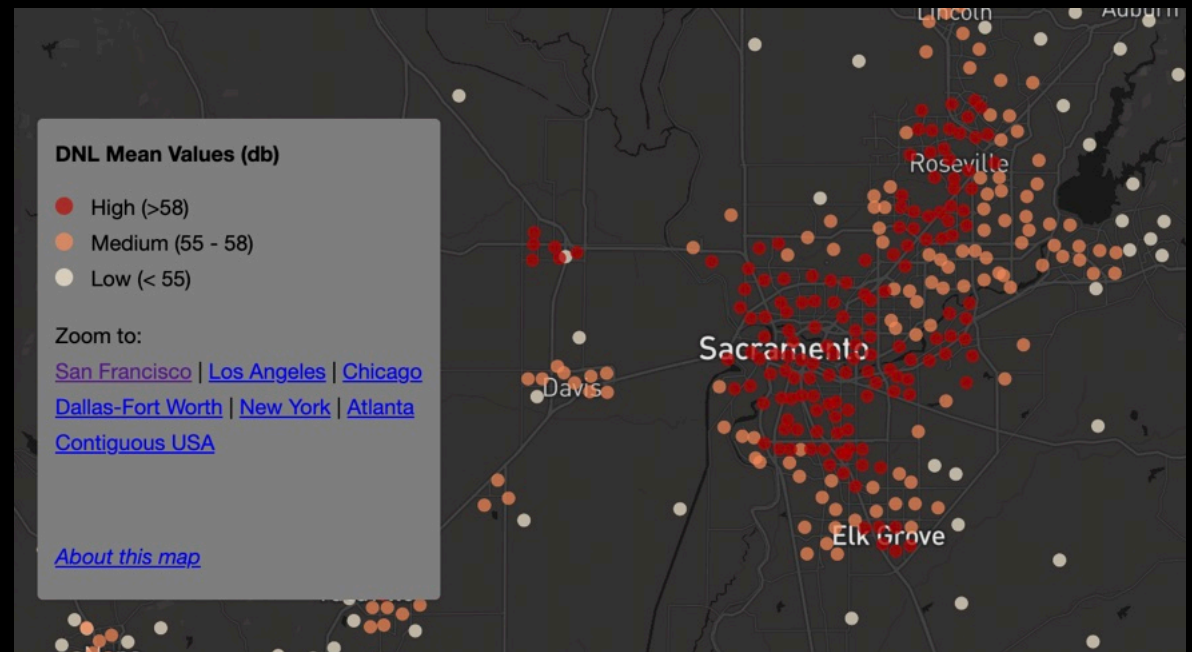 Lincoln
Auburn
DNL Mean Values (db)
High (>58)
Medium (55 - 58)
Low (< 55)
Roseville
Zoom to:
San Francisco | Los Angeles | Chicago
Dallas-Fort Worth | New York | Atlanta
Contiguous USA
Sacramento
Davis
Elk Grove
About this map